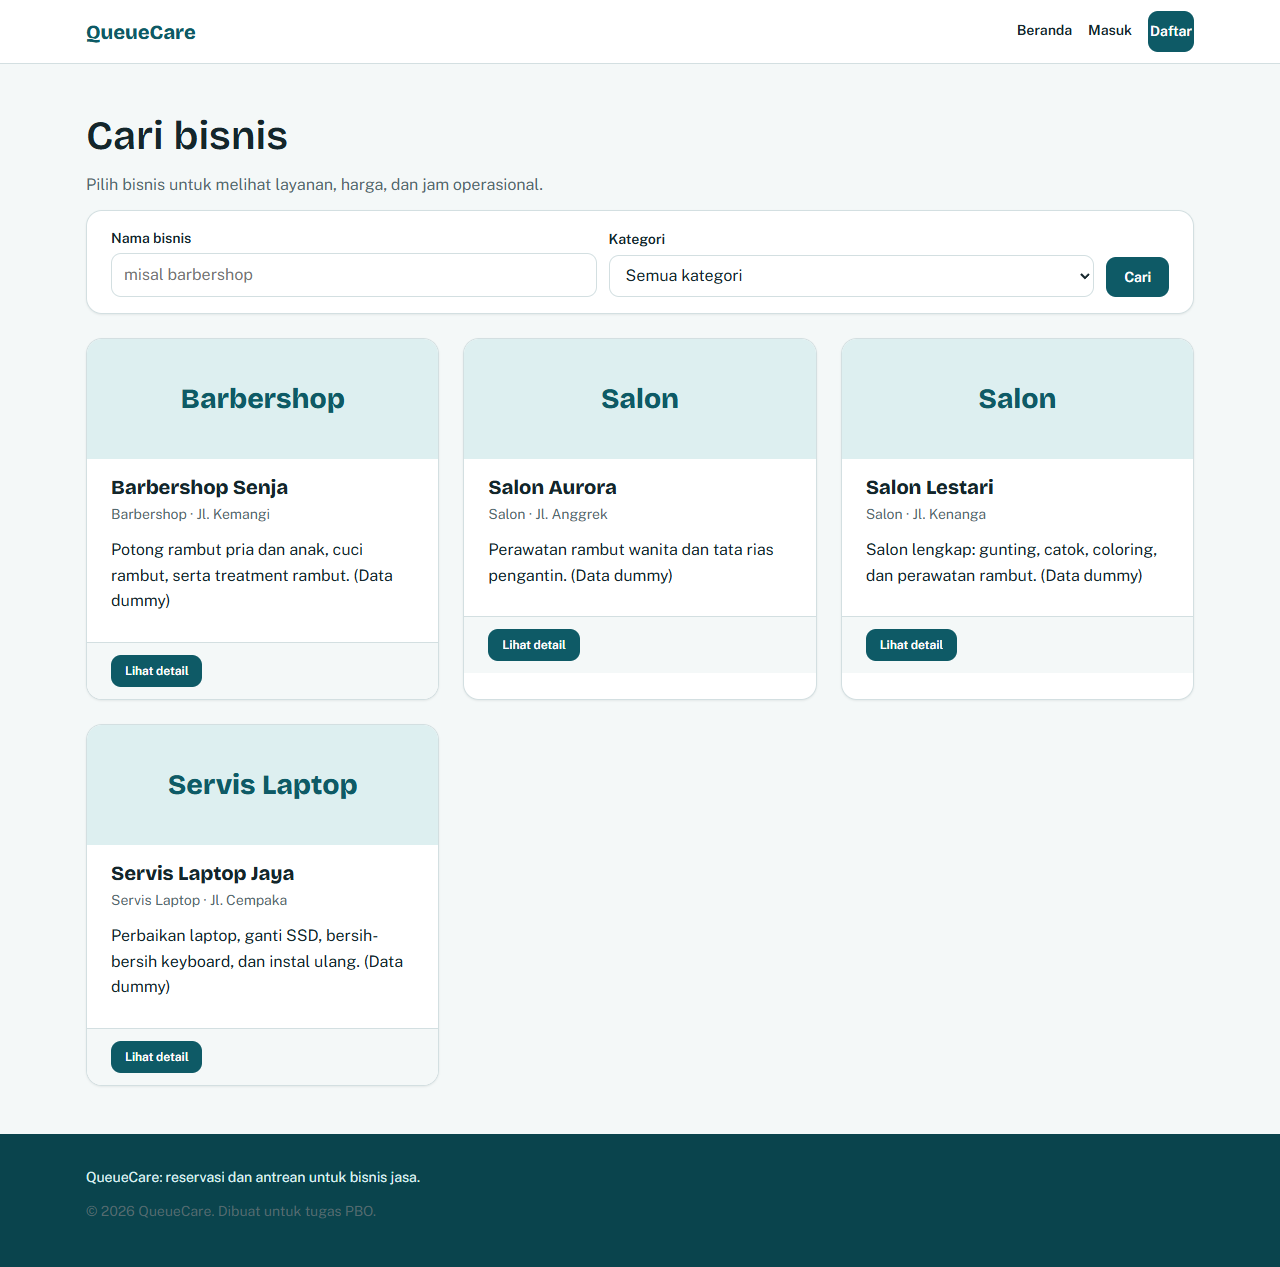 QueueCare
Beranda Masuk Daftar
Cari bisnis
Pilih bisnis untuk melihat layanan, harga, dan jam operasional.
Nama bisnis
misal barbershop
Kategori
Semua kategori
Cari
Barbershop
Barbershop Senja
Barbershop · Jl. Kemangi
Potong rambut pria dan anak, cuci
rambut, serta treatment rambut. (Data
dummy)
Lihat detail
Salon
Salon Aurora
Salon · Jl. Anggrek
Perawatan rambut wanita dan tata rias
pengantin. (Data dummy)
Lihat detail
Salon
Salon Lestari
Salon · Jl. Kenanga
Salon lengkap: gunting, catok, coloring,
dan perawatan rambut. (Data dummy)
Lihat detail
Servis Laptop
Servis Laptop Jaya
Servis Laptop · Jl. Cempaka
Perbaikan laptop, ganti SSD, bersih-
bersih keyboard, dan instal ulang. (Data
dummy)
Lihat detail
QueueCare: reservasi dan antrean untuk bisnis jasa.
© 2026 QueueCare. Dibuat untuk tugas PBO.